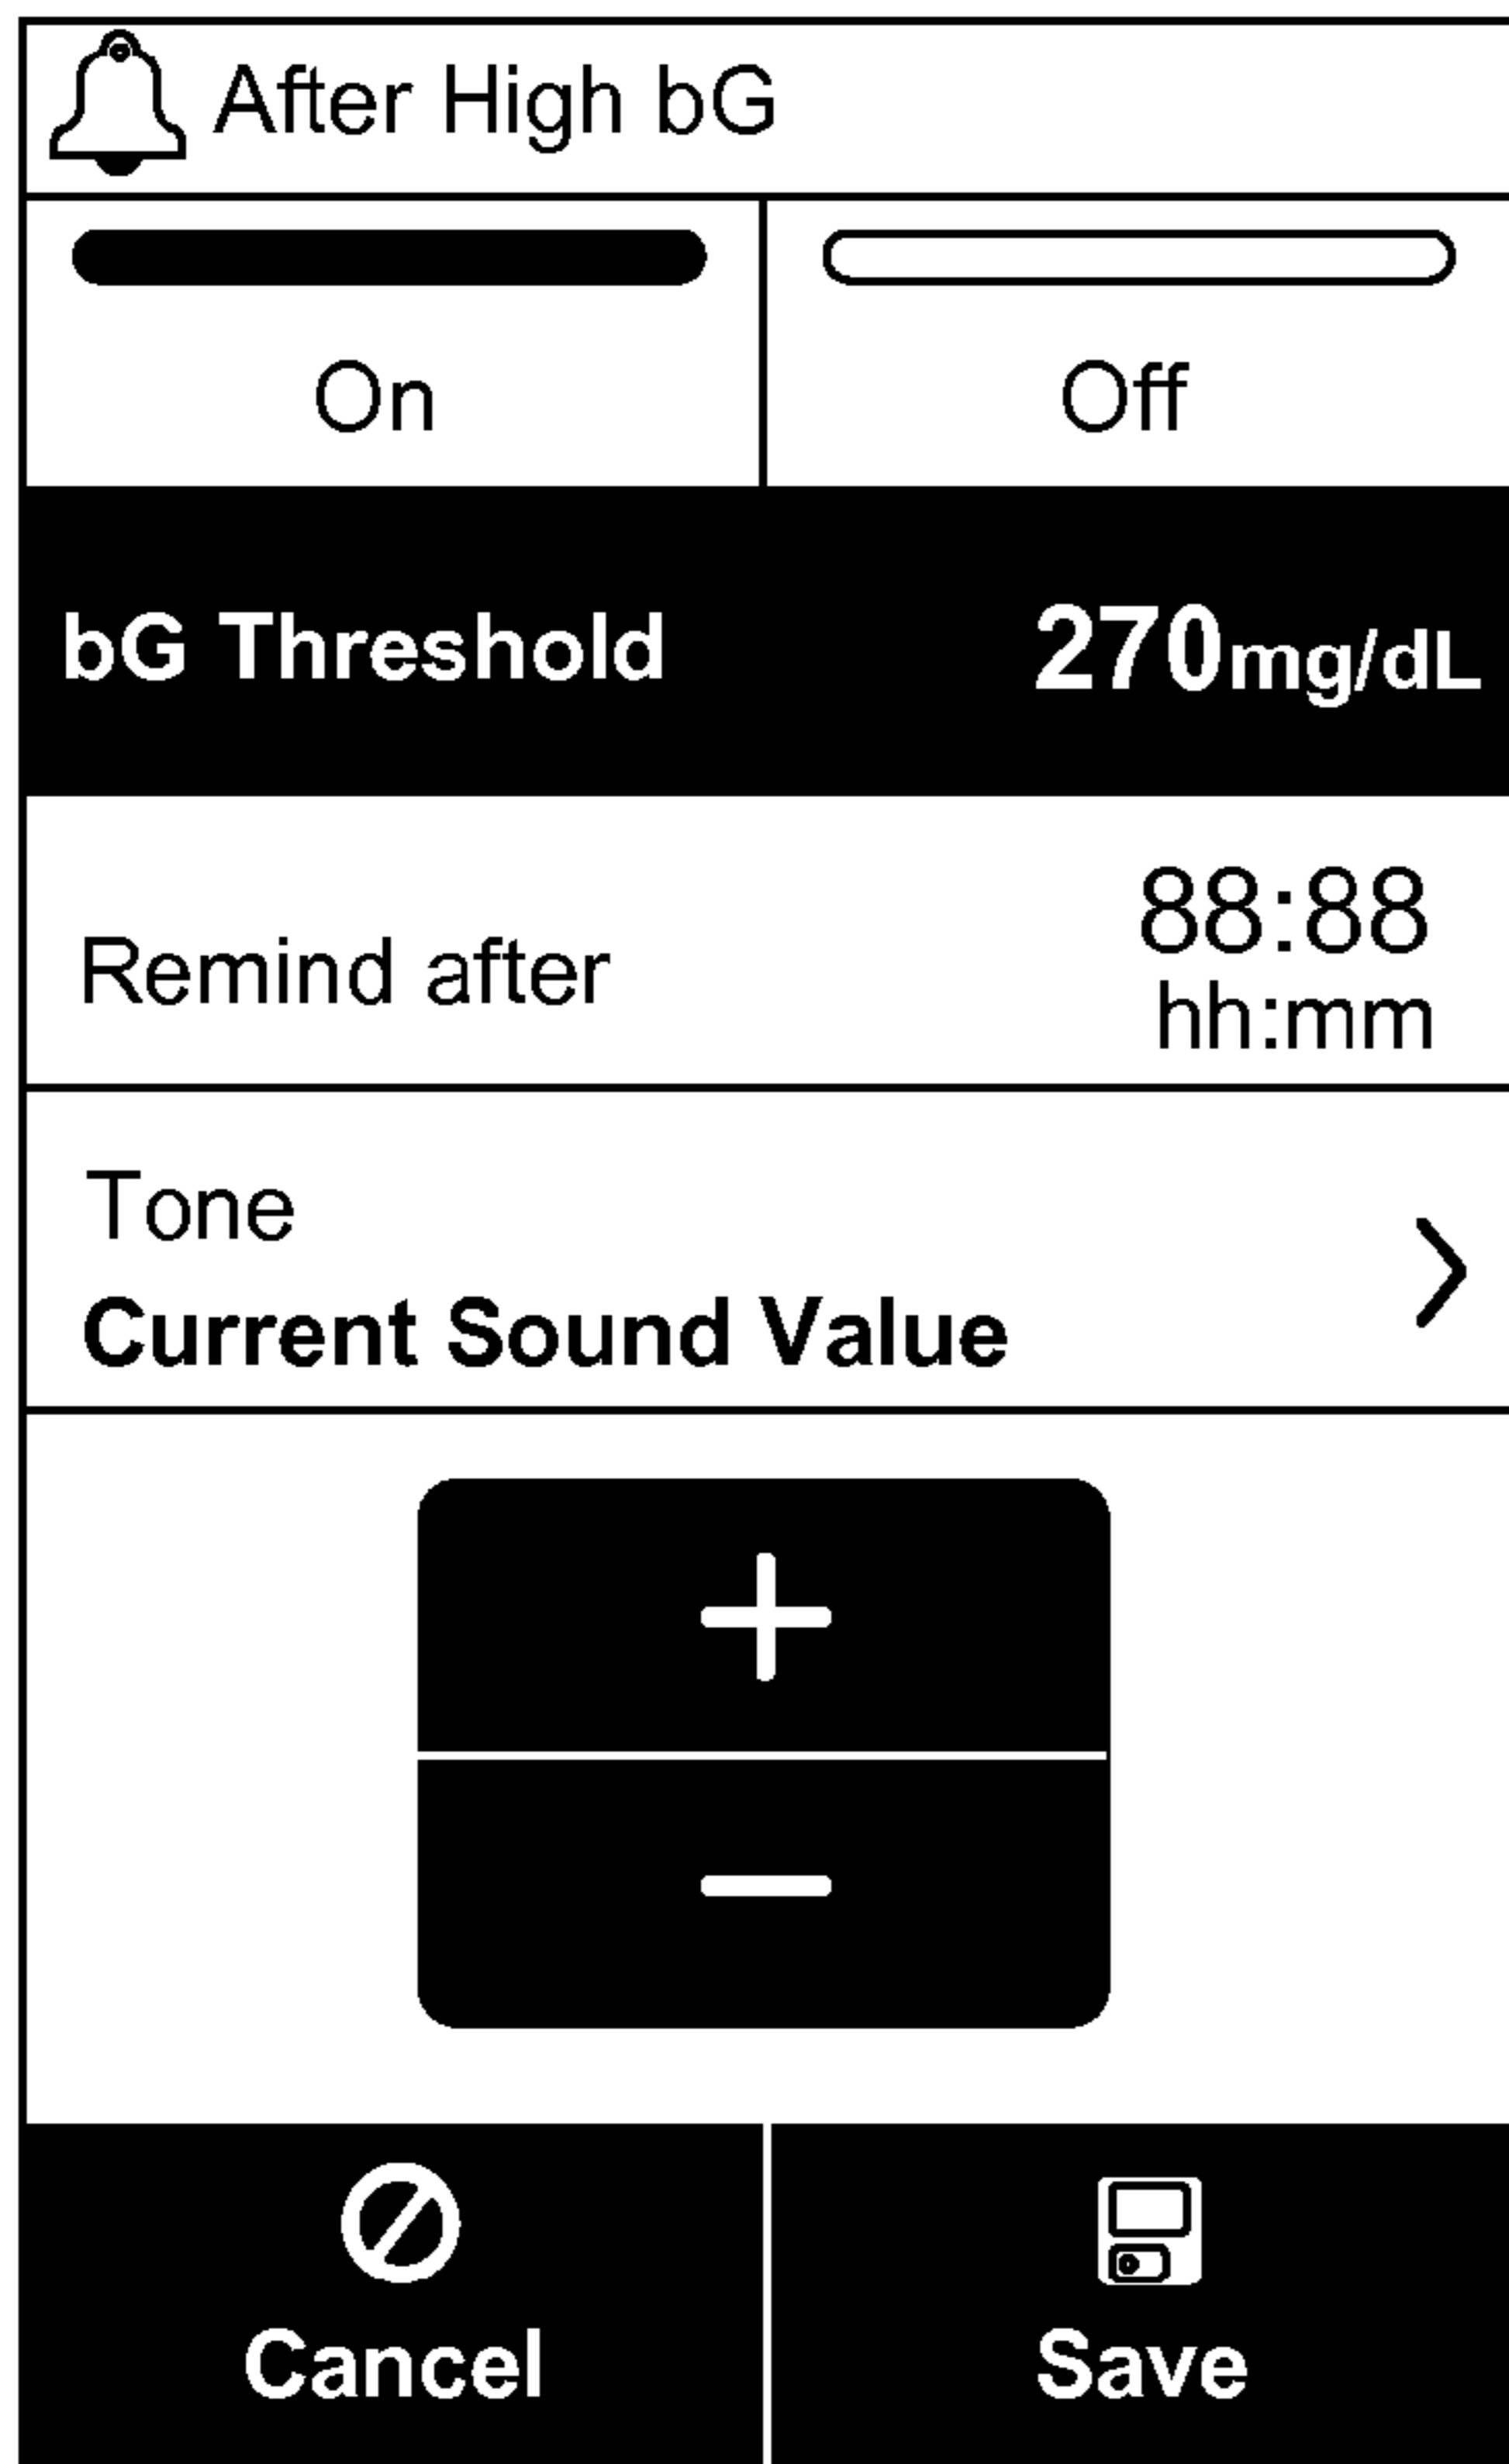 After High bG
On Off
bG Threshold 270mg/dL
Remind after 88:88
hh:mm
Tone
Current Sound Value
+
−
Cancel Save